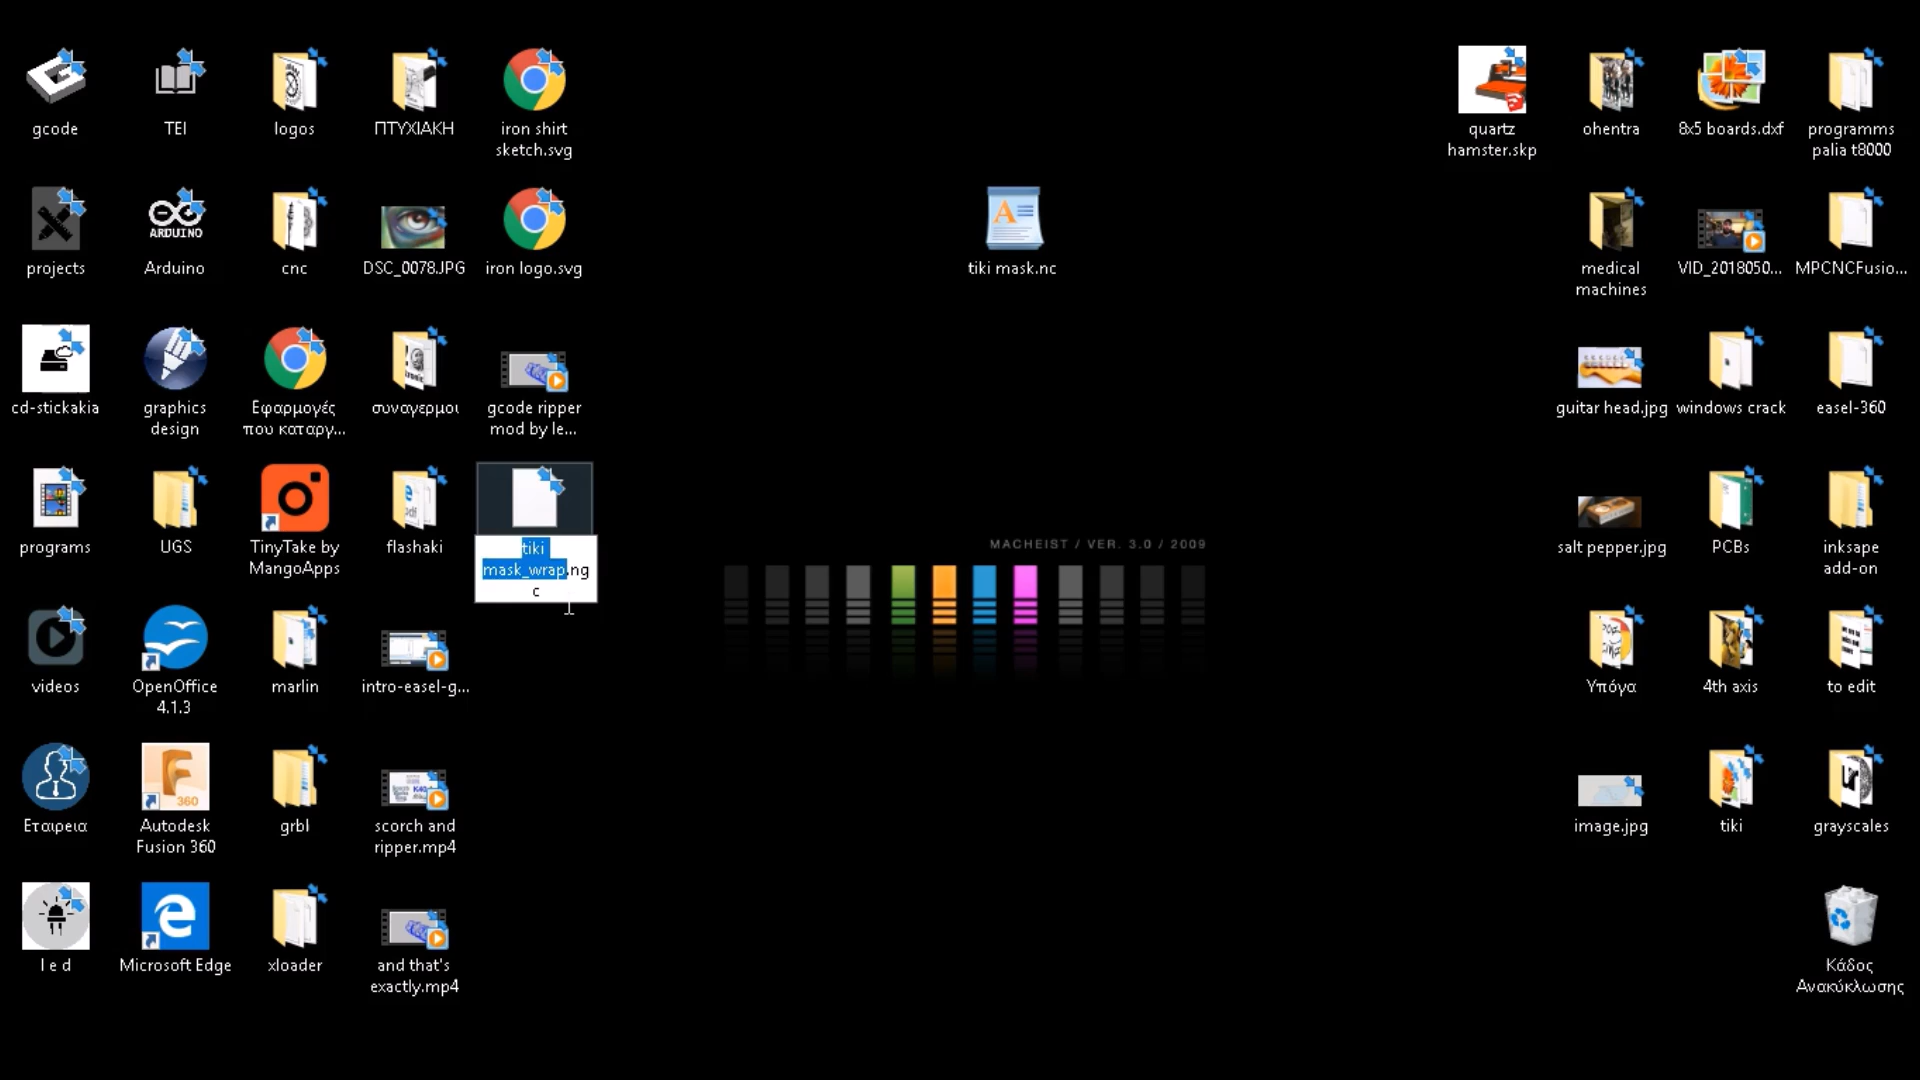 gcode
TEI
logos
ΠΤΥΧΙΑΚΗ
iron shirt
sketch.svg
quartz
hamster.skp
ohentra
8x5 boards.dxf
programms
palia t8000
projects
ARDUINO
Arduino
cnc
DSC_0078.JPG
iron logo.svg
tiki mask.nc
medical
machines
VID_2018050...
MPCNCFusio...
cd-stickakia
graphics
design
Εφαρμογές
που καταργ...
συναγερμοι
gcode ripper
mod by le...
guitar head.jpg
windows crack
easel-360
programs
UGS
TinyTake by
MangoApps
flashaki
tiki
mask_wrap.ng
c
MACHEIST / VER. 3.0 / 2009
salt pepper.jpg
PCBs
inksape
add-on
videos
OpenOffice
4.1.3
marlin
intro-easel-g...
Υπόγα
4th axis
to edit
Εταιρεια
360
Autodesk
Fusion 360
grbl
scorch and
ripper.mp4
image.jpg
tiki
grayscales
l e d
Microsoft Edge
xloader
and that's
exactly.mp4
Κάδος
Ανακύκλωσης